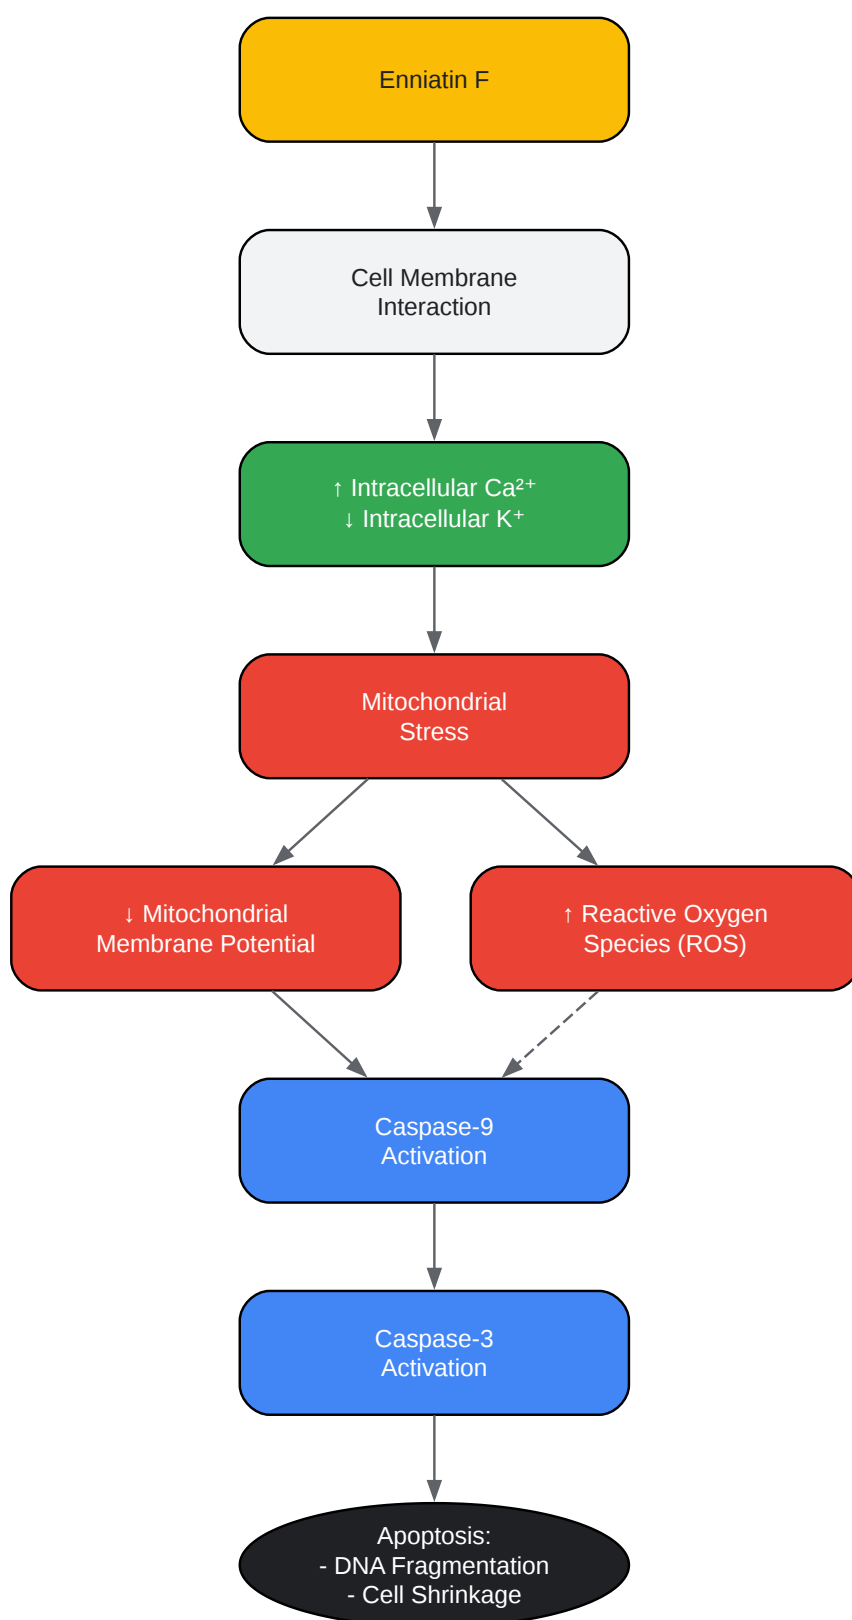 Enniatin F
Cell Membrane
Interaction
↑ Intracellular Ca²⁺
↓ Intracellular K⁺
Mitochondrial
Stress
↓ Mitochondrial
Membrane Potential
↑ Reactive Oxygen
Species (ROS)
Caspase-9
Activation
Caspase-3
Activation
Apoptosis:
- DNA Fragmentation
- Cell Shrinkage